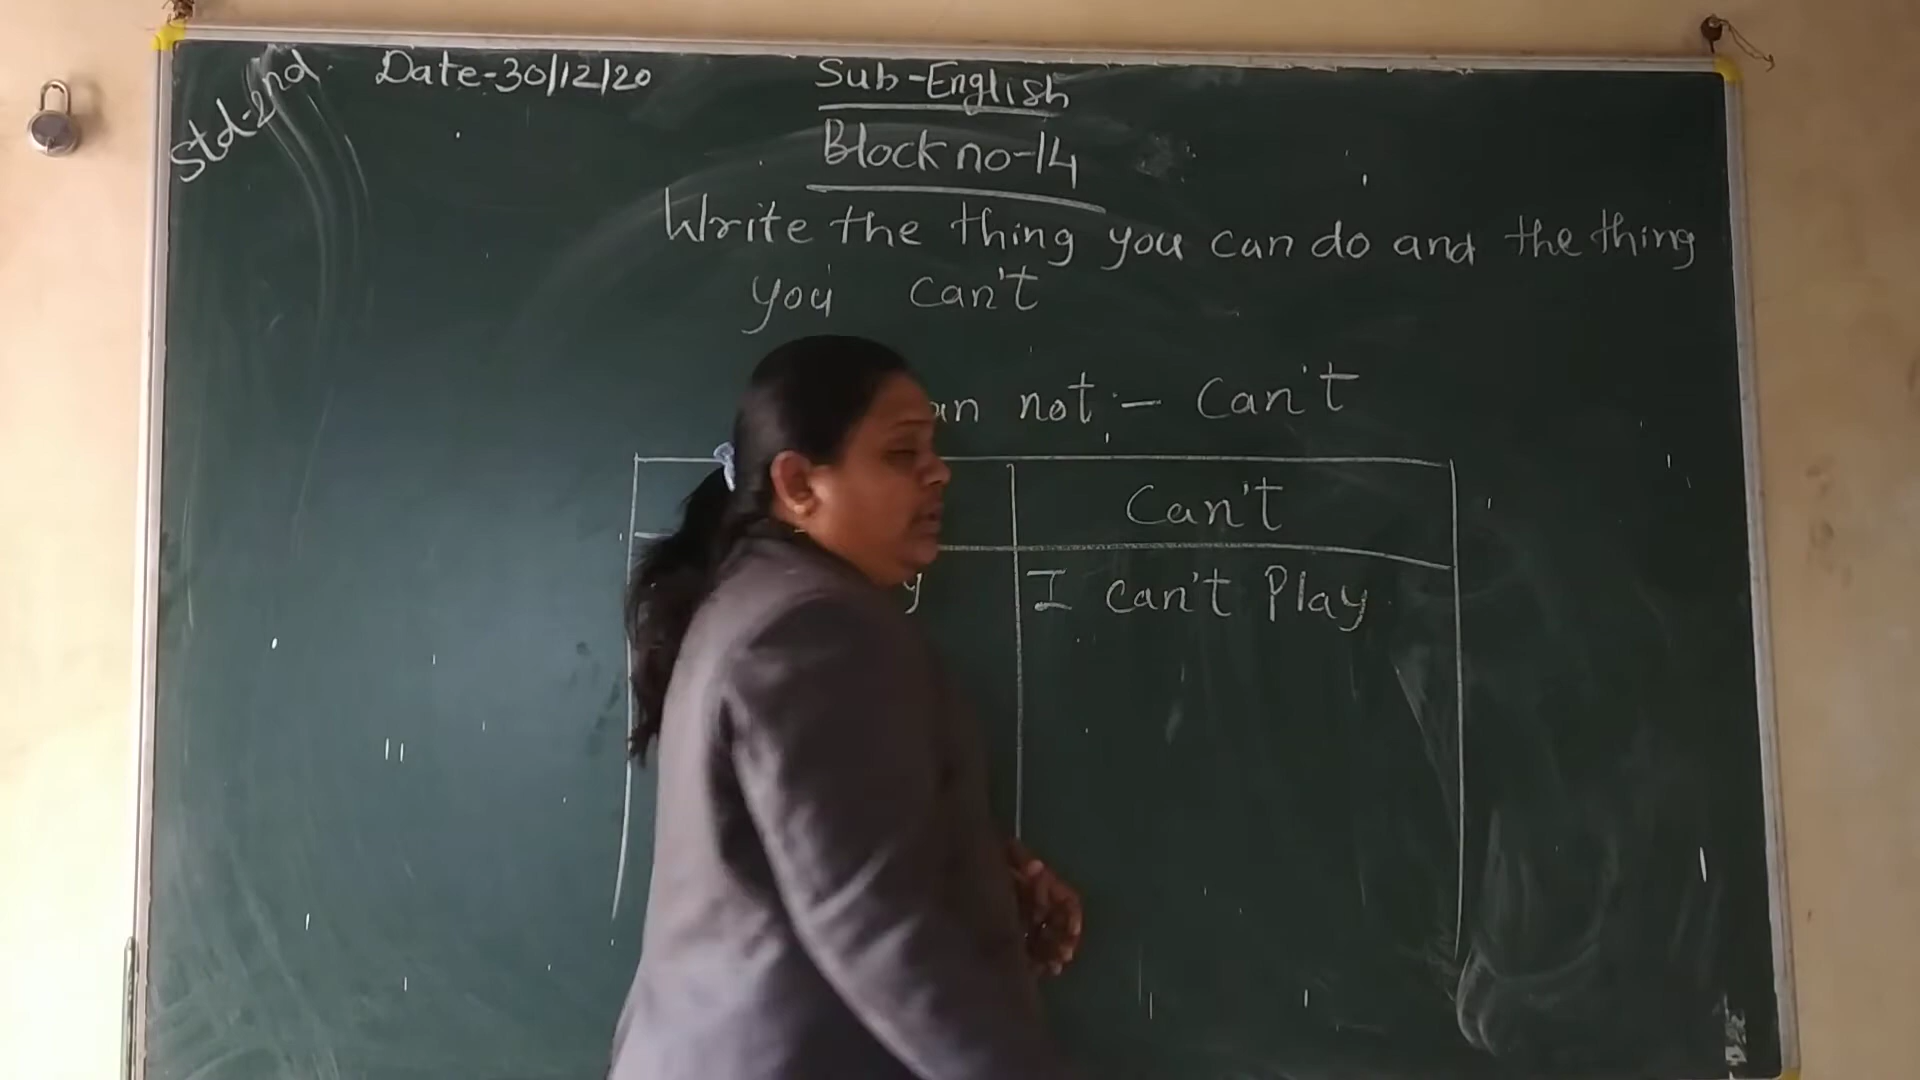 Std-2nd
Date-30/12/20
Sub-English
Block no-14
Write the thing you can do and the thing
you can't
not - Can't
Can't
I can't Play